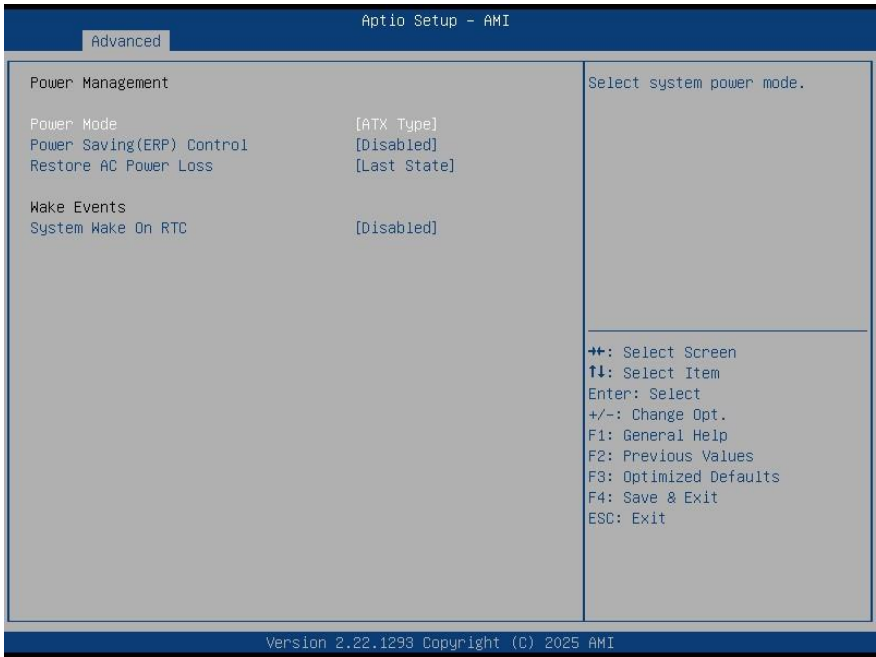 Aptio Setup - AMI
Advanced
Power Management
Power Mode [ATX Type]
Power Saving(ERP) Control [Disabled]
Restore AC Power Loss [Last State]
Wake Events
System Wake On RTC [Disabled]
Select system power mode.
→←: Select Screen
↑↓: Select Item
Enter: Select
+/-: Change Opt.
F1: General Help
F2: Previous Values
F3: Optimized Defaults
F4: Save & Exit
ESC: Exit
Version 2.22.1293 Copyright (C) 2025 AMI